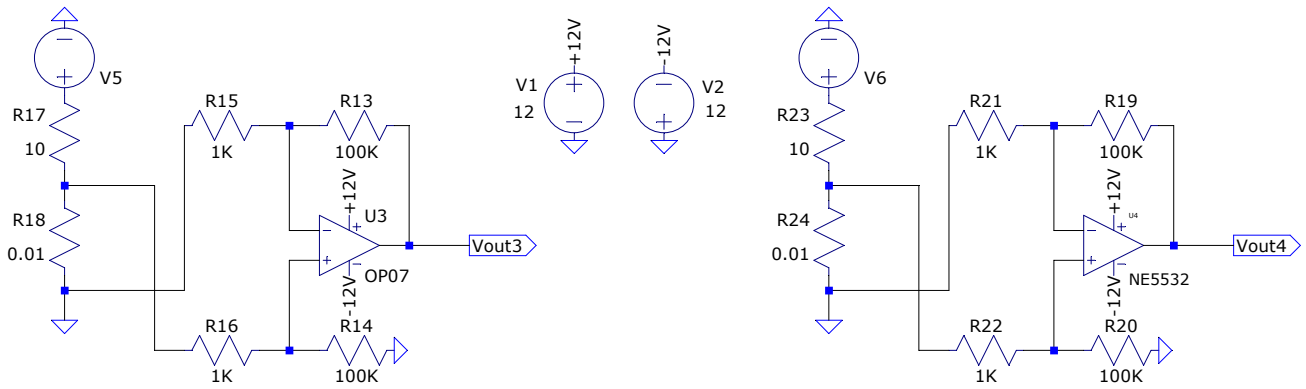 V5
R17
10
R18
0.01
R15
1K
R13
100K
+12V
U3
OP07
-12V
Vout3
R16
1K
R14
100K
V1
12
+12V
V2
12
-12V
V6
R23
10
R24
0.01
R21
1K
R19
100K
+12V
U4
NE5532
-12V
Vout4
R22
1K
R20
100K